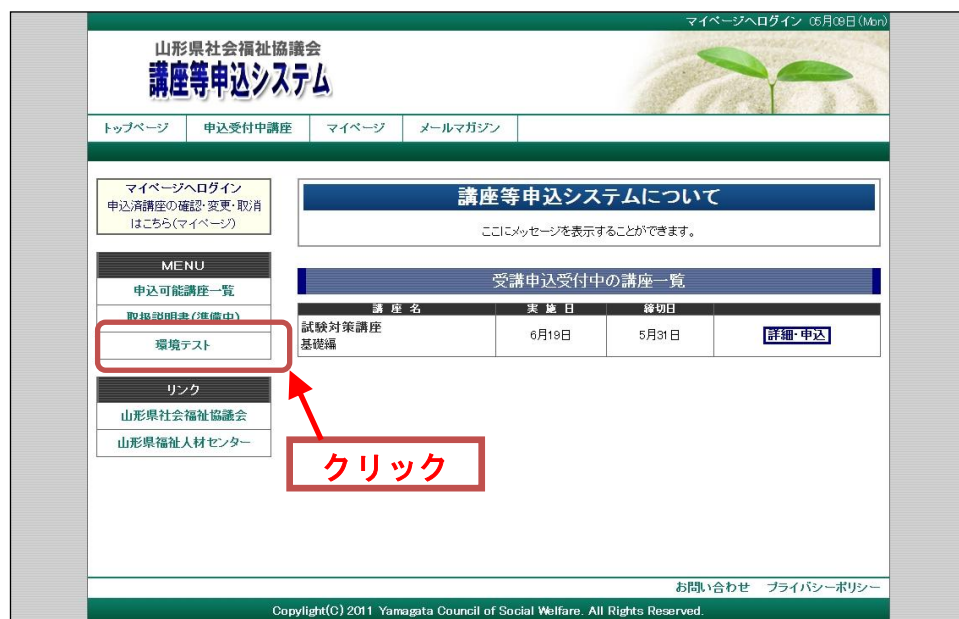 マイページへログイン 05月09日(Mon)
山形県社会福祉協議会
講座等申込システム
トップページ 申込受付中講座 マイページ メールマガジン
マイページへログイン
申込済講座の確認・変更・取消
はこちら(マイページ)
講座等申込システムについて
ここにメッセージを表示することができます。
MENU
申込可能講座一覧
取扱説明書(準備中)
環境テスト
受講申込受付中の講座一覧
講座名 実施日 締切日
試験対策講座
基礎編
6月19日 5月31日 詳細・申込
リンク
山形県社会福祉協議会
山形県福祉人材センター
クリック
お問い合わせ プライバシーポリシー
Copylight(C) 2011 Yamagata Council of Social Welfare. All Rights Reserved.